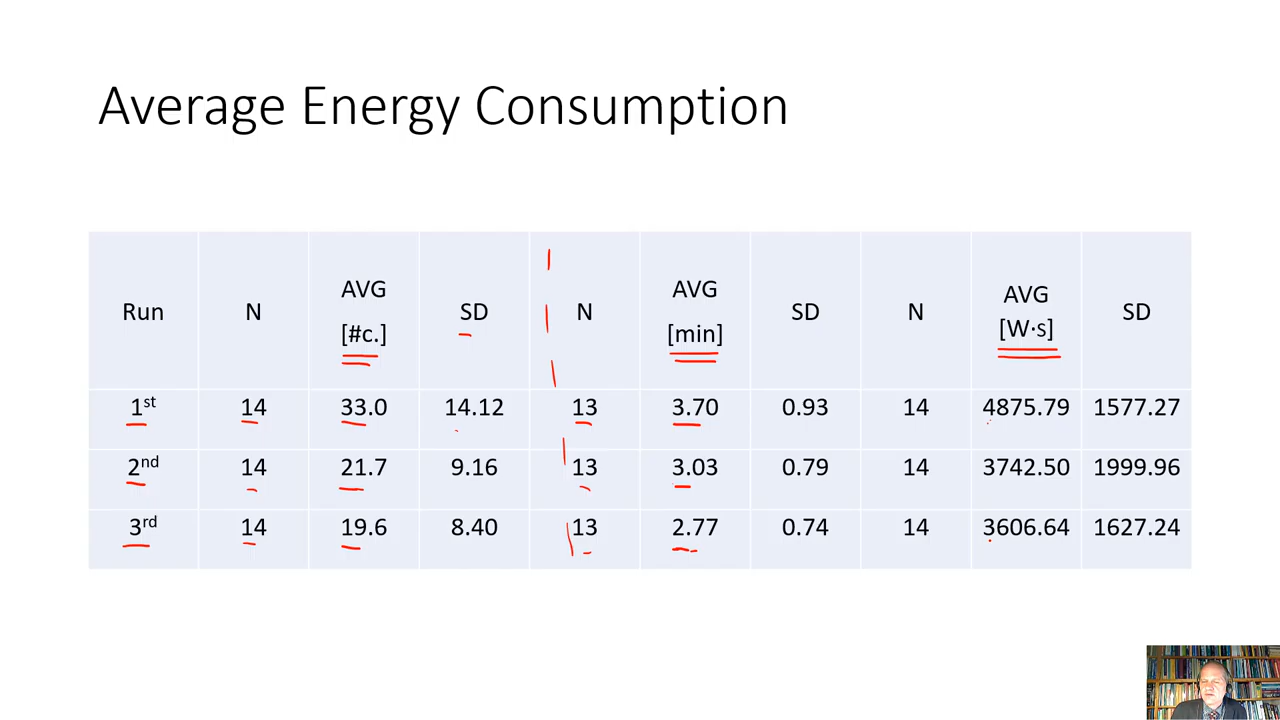 Average Energy Consumption
Run N AVG [#c.] SD N AVG [min] SD N AVG [W·s] SD
1st 14 33.0 14.12 13 3.70 0.93 14 4875.79 1577.27
2nd 14 21.7 9.16 13 3.03 0.79 14 3742.50 1999.96
3rd 14 19.6 8.40 13 2.77 0.74 14 3606.64 1627.24